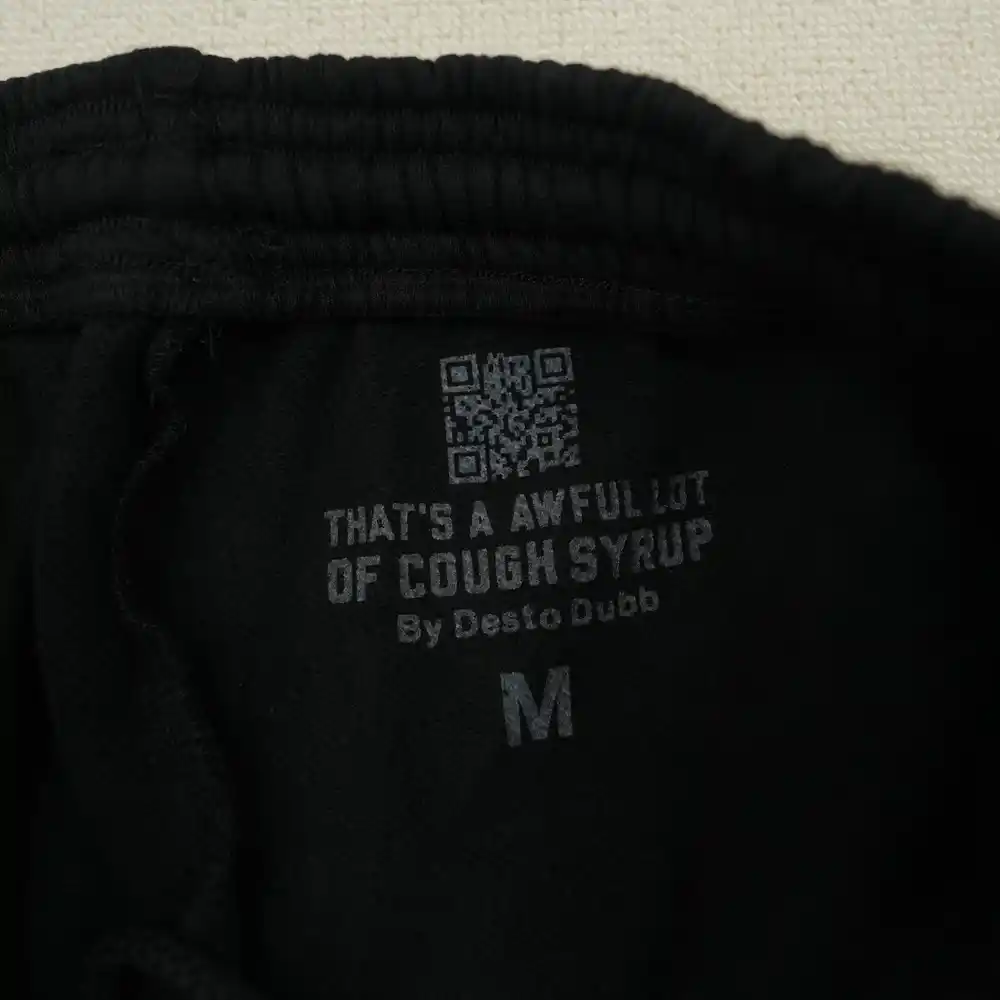 THAT'S A AWFUL LOT
OF COUGH SYRUP
By Desto Dubb
M